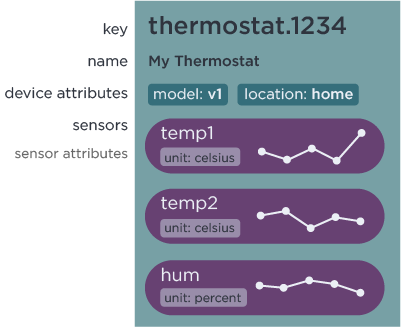 key thermostat.1234
name My Thermostat
device attributes model: v1 location: home
sensors temp1
sensor attributes unit: celsius
temp2
unit: celsius
hum
unit: percent